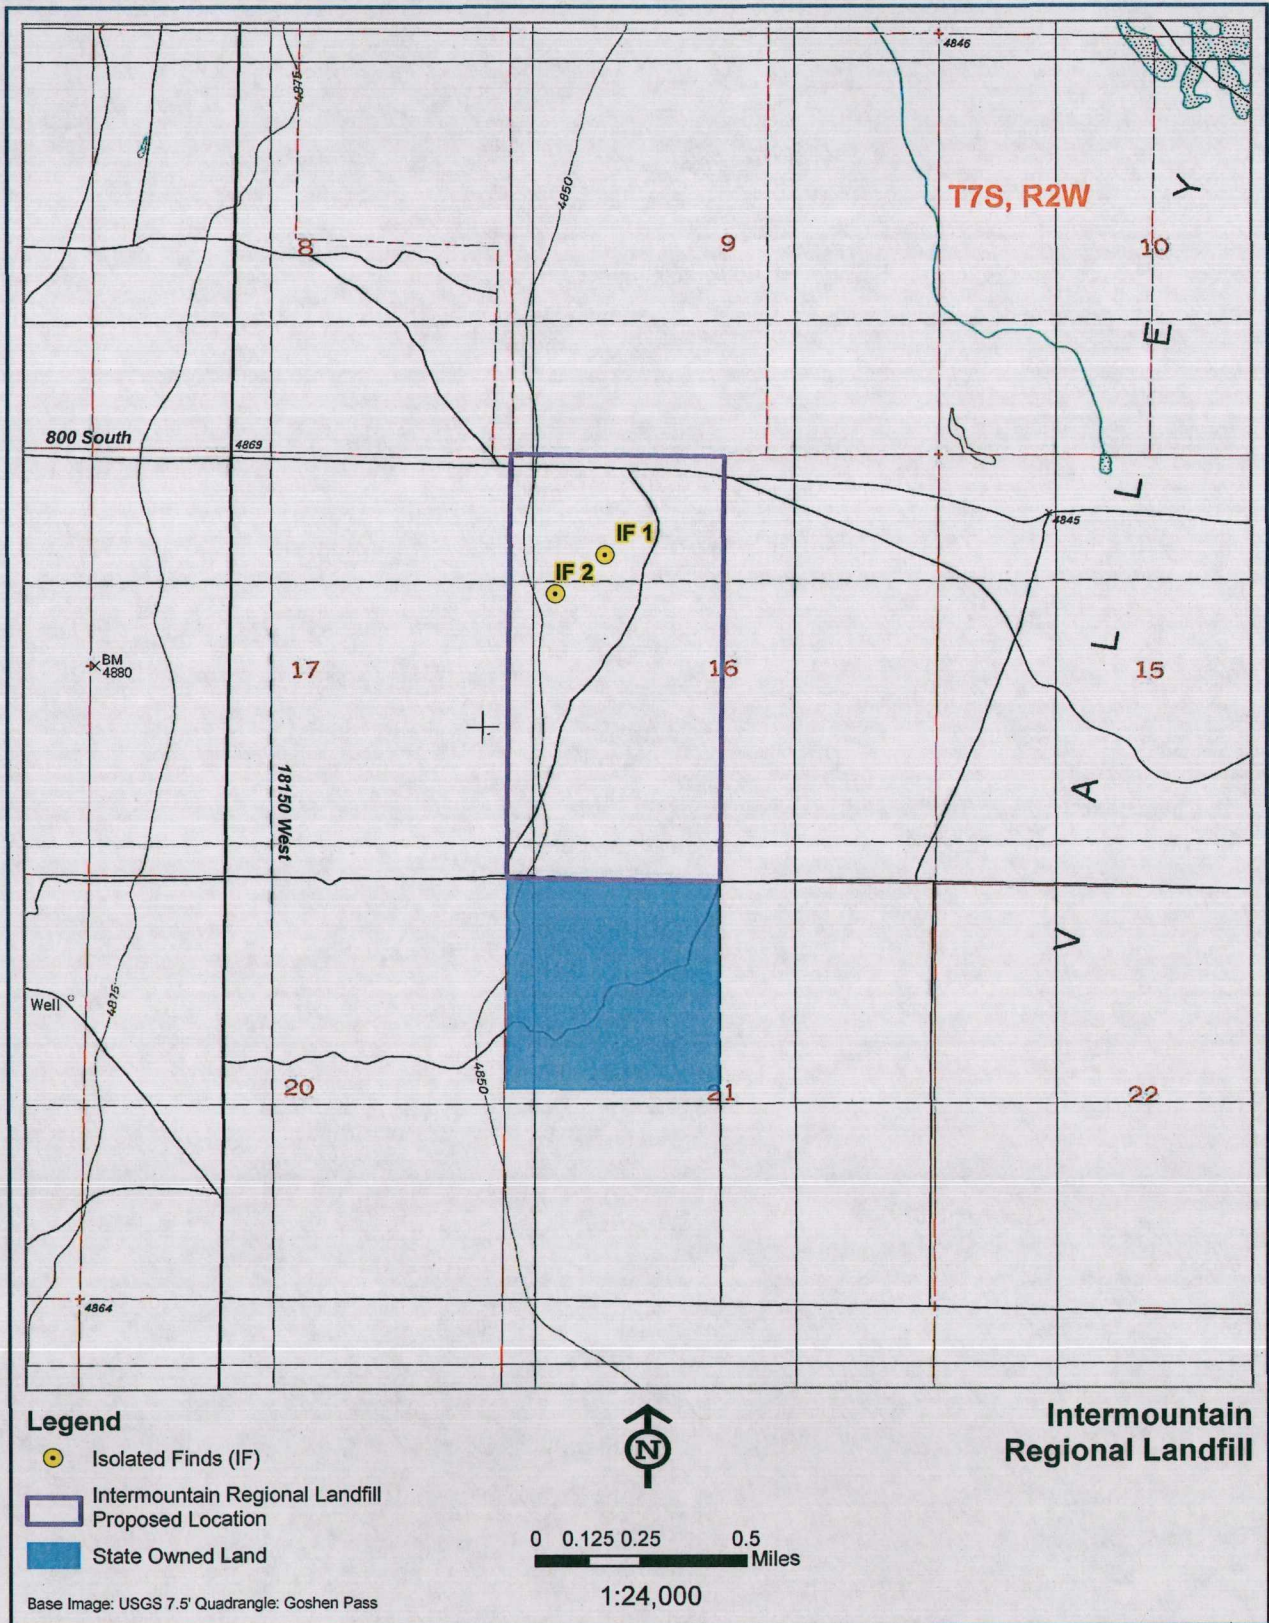 4846
4875
4850
T7S, R2W
Y
8
9
10
E
800 South
4869
L
4845
IF 1
IF 2
L
BM
4880
17
16
15
18150 West
A
V
Well
4875
20
4850
21
22
4864
Legend
Isolated Finds (IF)
Intermountain Regional Landfill
Proposed Location
State Owned Land
Base Image: USGS 7.5' Quadrangle: Goshen Pass
N
0 0.125 0.25 0.5
Miles
1:24,000
Intermountain
Regional Landfill